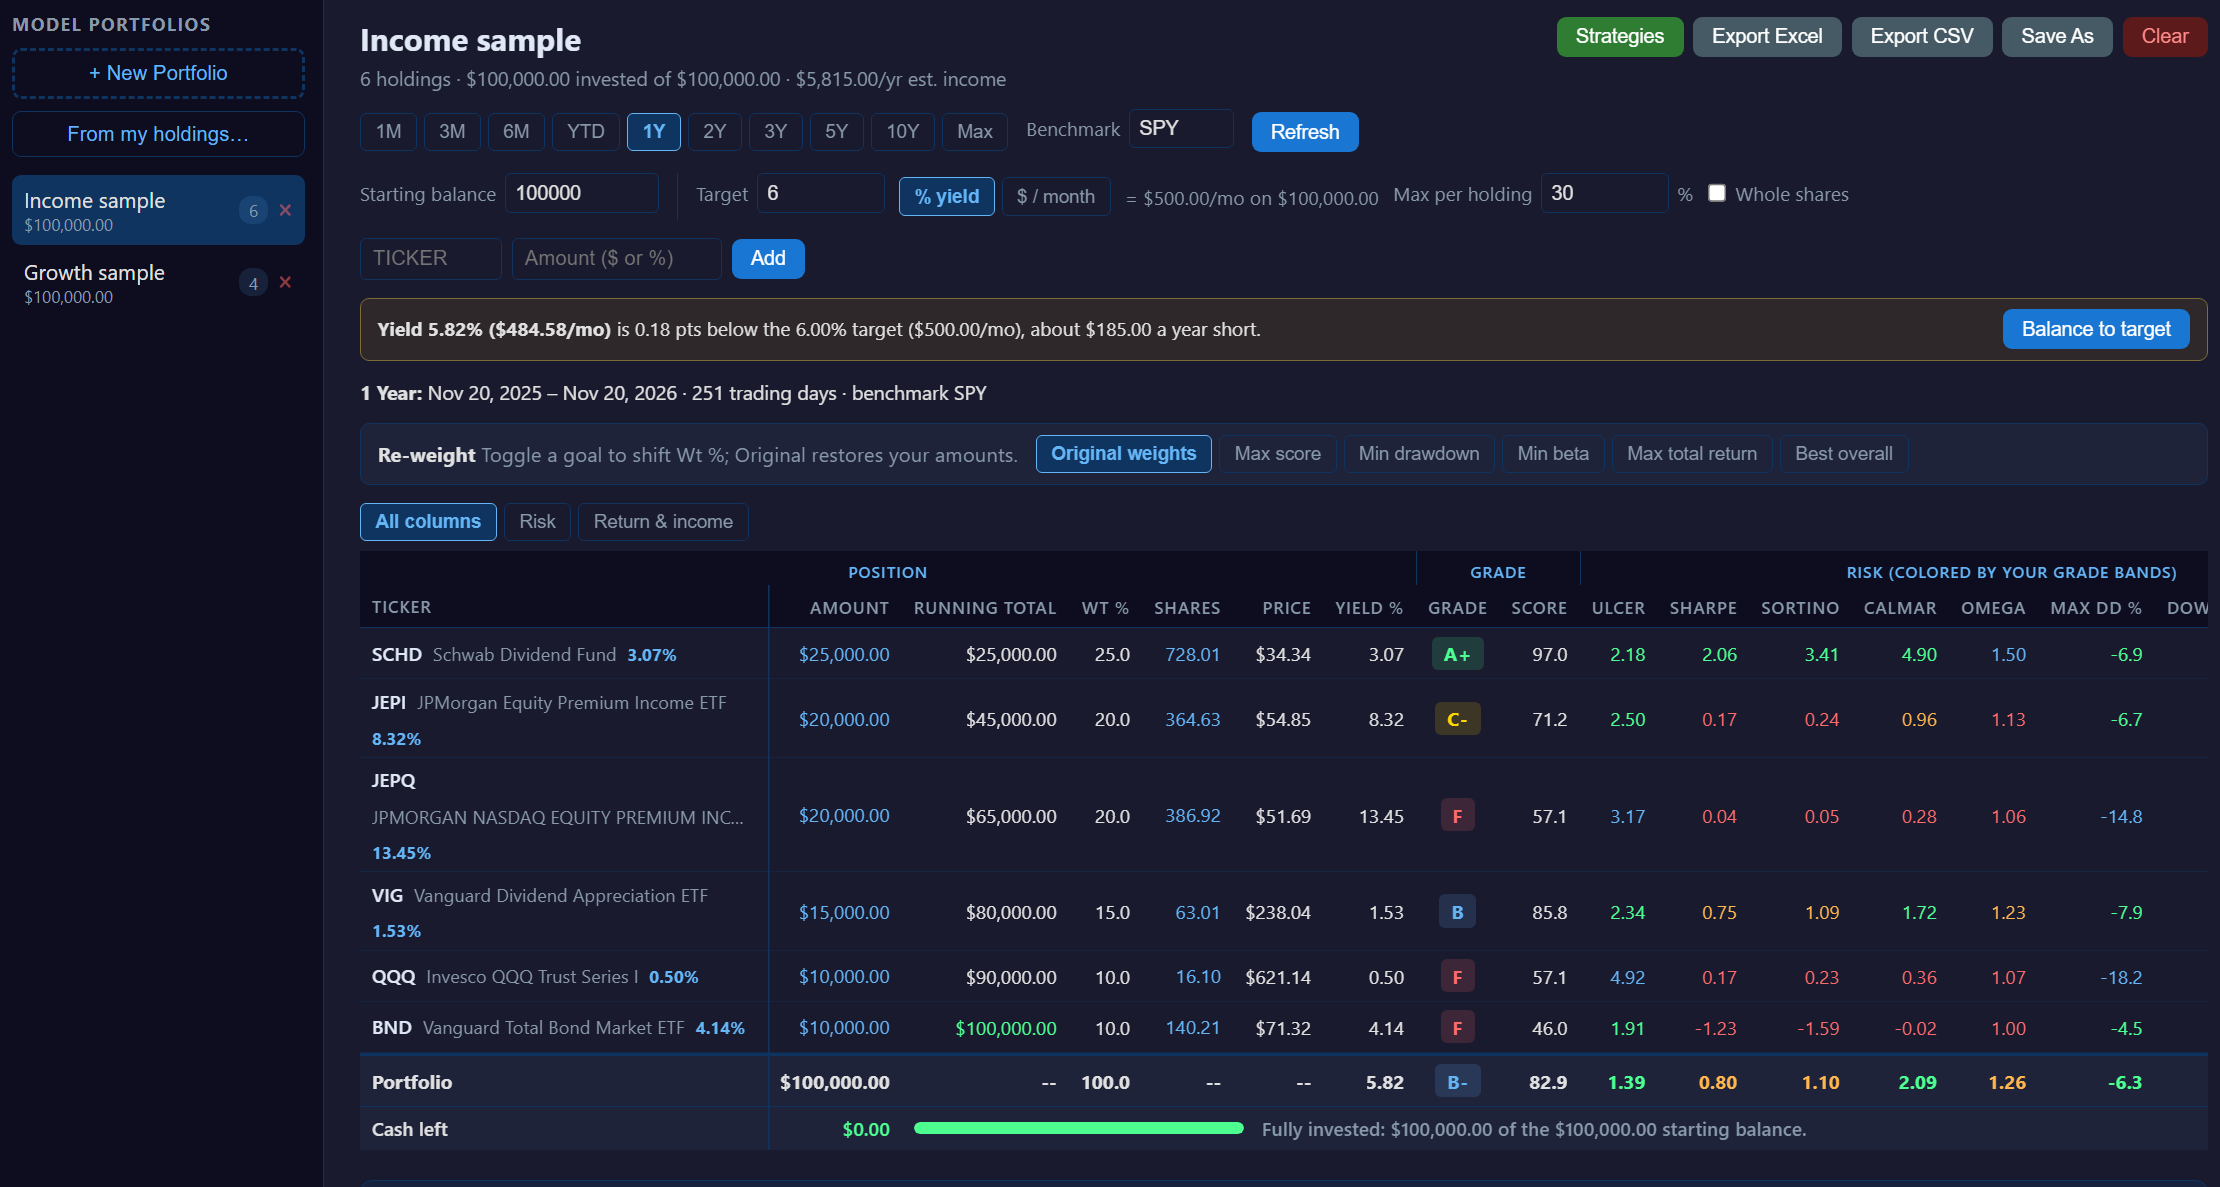 MODEL PORTFOLIOS
+ New Portfolio
From my holdings…
Income sample
$100,000.00
6 ×
Growth sample
$100,000.00
4 ×
Income sample
6 holdings · $100,000.00 invested of $100,000.00 · $5,815.00/yr est. income
Strategies Export Excel Export CSV Save As Clear
1M 3M 6M YTD 1Y 2Y 3Y 5Y 10Y Max Benchmark SPY Refresh
Starting balance 100000 Target 6 % yield $ / month = $500.00/mo on $100,000.00 Max per holding 30 % Whole shares
TICKER Amount ($ or %) Add
Yield 5.82% ($484.58/mo) is 0.18 pts below the 6.00% target ($500.00/mo), about $185.00 a year short. Balance to target
1 Year: Nov 20, 2025 – Nov 20, 2026 · 251 trading days · benchmark SPY
Re-weight Toggle a goal to shift Wt %; Original restores your amounts. Original weights Max score Min drawdown Min beta Max total return Best overall
All columns Risk Return & income
POSITION GRADE RISK (COLORED BY YOUR GRADE BANDS)
TICKER AMOUNT RUNNING TOTAL WT % SHARES PRICE YIELD % GRADE SCORE ULCER SHARPE SORTINO CALMAR OMEGA MAX DD % DOW
SCHD Schwab Dividend Fund 3.07% $25,000.00 $25,000.00 25.0 728.01 $34.34 3.07 A+ 97.0 2.18 2.06 3.41 4.90 1.50 -6.9
JEPI JPMorgan Equity Premium Income ETF
8.32% $20,000.00 $45,000.00 20.0 364.63 $54.85 8.32 C- 71.2 2.50 0.17 0.24 0.96 1.13 -6.7
JEPQ
JPMORGAN NASDAQ EQUITY PREMIUM INC...
13.45% $20,000.00 $65,000.00 20.0 386.92 $51.69 13.45 F 57.1 3.17 0.04 0.05 0.28 1.06 -14.8
VIG Vanguard Dividend Appreciation ETF
1.53% $15,000.00 $80,000.00 15.0 63.01 $238.04 1.53 B 85.8 2.34 0.75 1.09 1.72 1.23 -7.9
QQQ Invesco QQQ Trust Series I 0.50% $10,000.00 $90,000.00 10.0 16.10 $621.14 0.50 F 57.1 4.92 0.17 0.23 0.36 1.07 -18.2
BND Vanguard Total Bond Market ETF 4.14% $10,000.00 $100,000.00 10.0 140.21 $71.32 4.14 F 46.0 1.91 -1.23 -1.59 -0.02 1.00 -4.5
Portfolio $100,000.00 -- 100.0 -- -- 5.82 B- 82.9 1.39 0.80 1.10 2.09 1.26 -6.3
Cash left $0.00 Fully invested: $100,000.00 of the $100,000.00 starting balance.